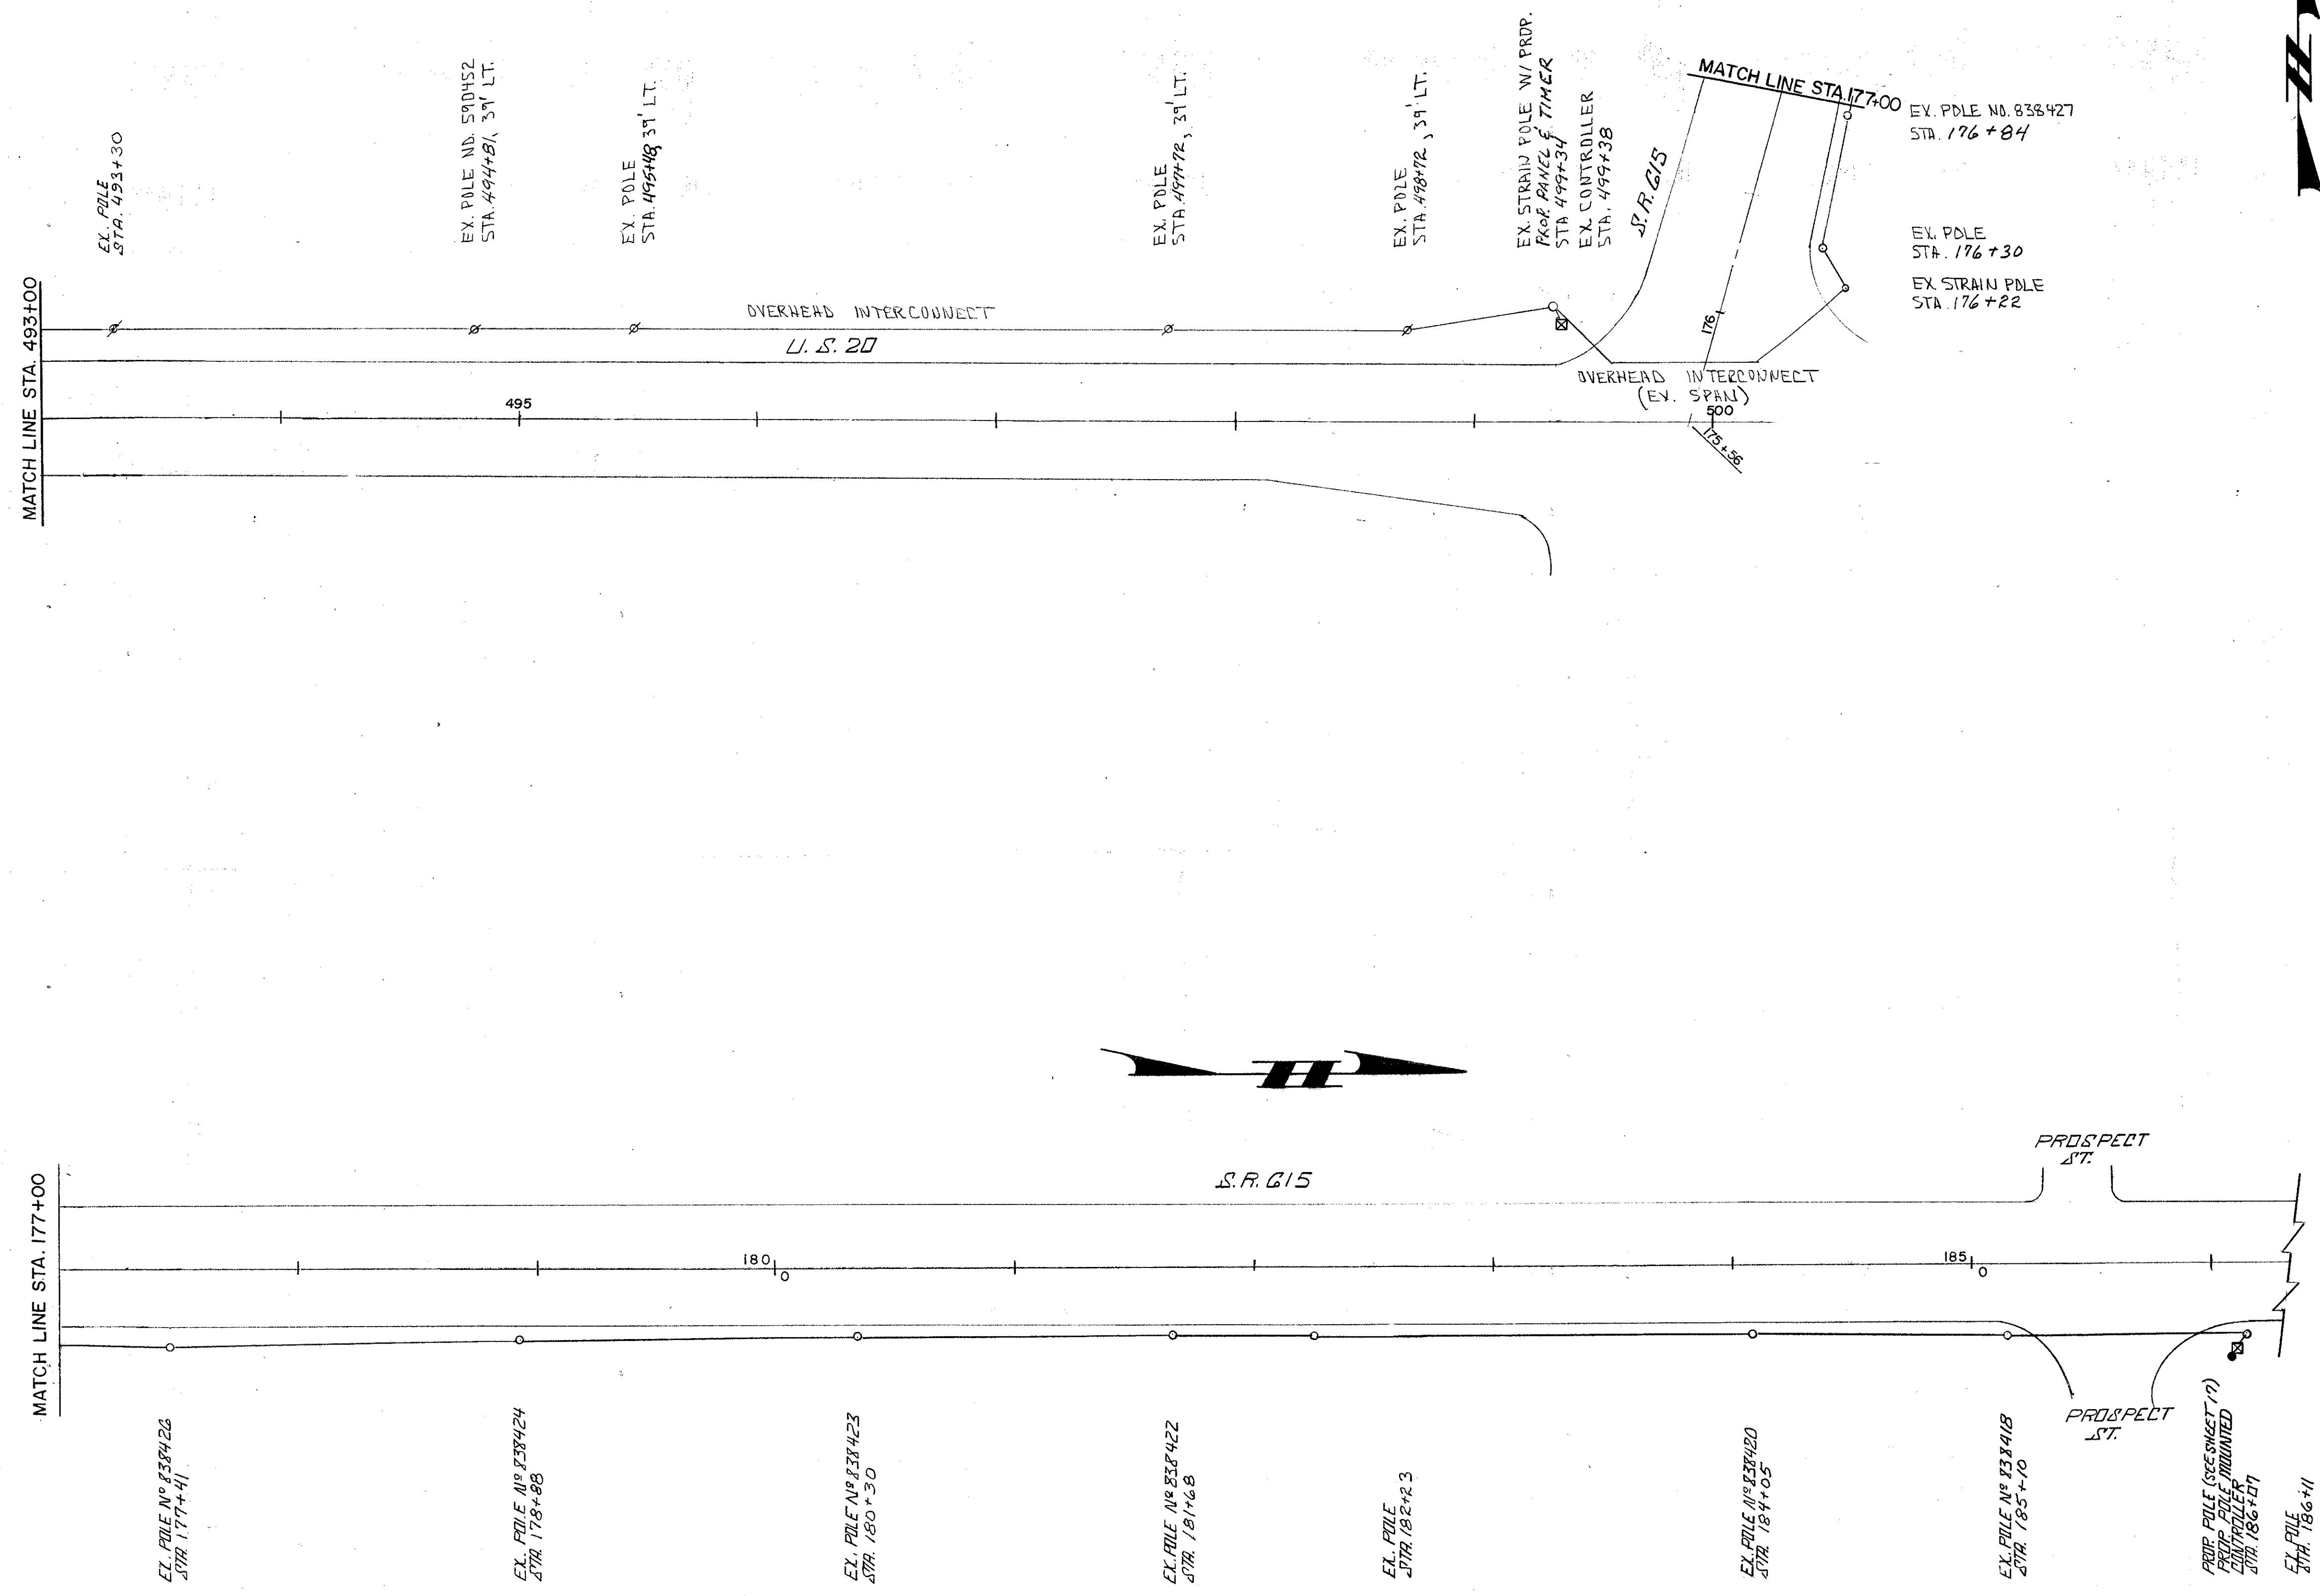 EX. POLE
STA. 493+30
EX. POLE NO. 590452
STA. 494+81, 39' LT.
EX. POLE
STA. 495+48, 39' LT.
EX. POLE
STA. 497+72, 39' LT.
EX. POLE
STA. 498+72, 39' LT.
EX. STRAIN POLE W/ PROP.
PROP. PANEL & TIMER
STA 499+34
EX CONTROLLER
STA. 499+38
S.R. 615
MATCH LINE STA. 177+00
EX. POLE NO. 838427
STA. 176+84
EX. POLE
STA. 176+30
EX STRAIN POLE
STA. 176+22
MATCH LINE STA. 493+00
OVERHEAD INTERCONNECT
U. S. 20
176
OVERHEAD INTERCONNECT
(EX. SPAN)
495
500
175+56
N
PROSPECT
ST.
S.R. 615
MATCH LINE STA. 177+00
180
0
185
0
PROSPECT
ST.
EX. POLE Nº 838426
STA. 177+41
EX. POLE Nº 838424
STA. 178+88
EX. POLE Nº 838423
STA. 180+30
EX. POLE Nº 838422
STA. 181+68
EX. POLE
STA. 182+23
EX. POLE Nº 838420
STA. 184+05
EX. POLE Nº 838418
STA. 185+10
PROP. POLE (SEE SHEET 17)
PROP. POLE MOUNTED
CONTROLLER
STA. 186+07
EX. POLE
STA. 186+11